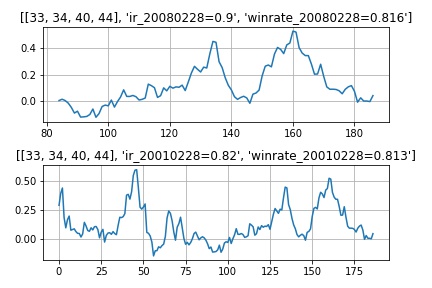 [[33, 34, 40, 44], 'ir_20080228=0.9', 'winrate_20080228=0.816']
0.4
0.2
0.0
80 100 120 140 160 180
[[33, 34, 40, 44], 'ir_20010228=0.82', 'winrate_20010228=0.813']
0.50
0.25
0.00
0 25 50 75 100 125 150 175